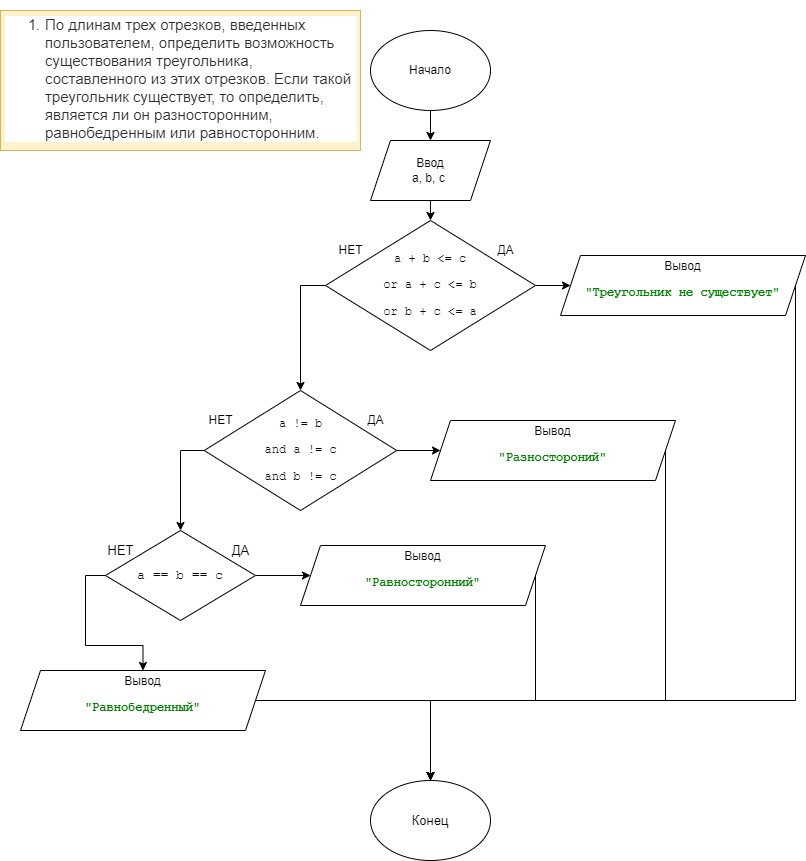 1. По длинам трех отрезков, введенных
пользователем, определить возможность
существования треугольника,
составленного из этих отрезков. Если такой
треугольник существует, то определить,
является ли он разносторонним,
равнобедренным или равносторонним.
Начало
Ввод
a, b, c
НЕТ
ДА
a + b <= c
or a + c <= b
or b + c <= a
Вывод
"Треугольник не существует"
НЕТ
ДА
a != b
and a != c
and b != c
Вывод
"Разностороний"
НЕТ
ДА
a == b == c
Вывод
"Равносторонний"
Вывод
"Равнобедренный"
Конец